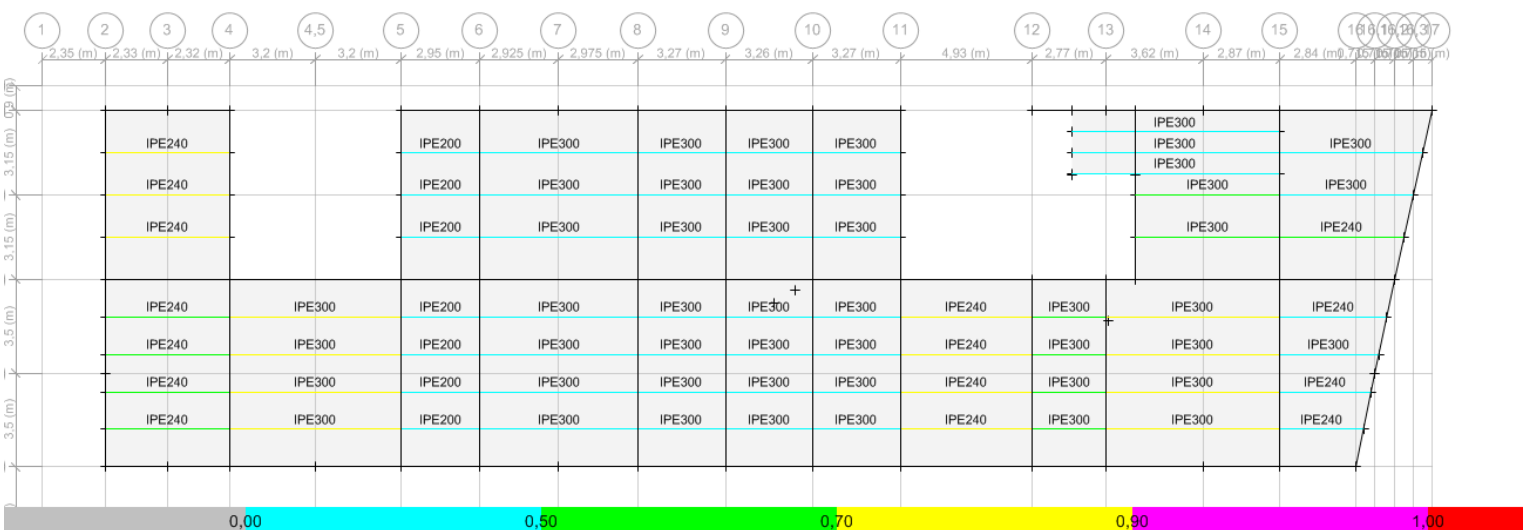 1 2 3 4 4,5 5 6 7 8 9 10 11 12 13 14 15 16
2,35 (m) 2,33 (m) 2,32 (m) 3,2 (m) 3,2 (m) 2,95 (m) 2,925 (m) 2,975 (m) 3,27 (m) 3,26 (m) 3,27 (m) 4,93 (m) 2,77 (m) 3,62 (m) 2,87 (m) 2,84 (m)
IPE300
IPE240 IPE200 IPE300 IPE300 IPE300 IPE300 IPE300 IPE300
IPE300
IPE240 IPE200 IPE300 IPE300 IPE300 IPE300 IPE300 IPE300
IPE240 IPE200 IPE300 IPE300 IPE300 IPE300 IPE300 IPE240
3,15 (m)
3,15 (m)
IPE240 IPE300 IPE200 IPE300 IPE300 IPE300 IPE300 IPE240 IPE300 IPE300 IPE240
IPE240 IPE300 IPE200 IPE300 IPE300 IPE300 IPE300 IPE240 IPE300 IPE300 IPE300
IPE240 IPE300 IPE200 IPE300 IPE300 IPE300 IPE300 IPE240 IPE300 IPE300 IPE240
IPE240 IPE300 IPE200 IPE300 IPE300 IPE300 IPE300 IPE240 IPE300 IPE300 IPE240
3,5 (m)
3,5 (m)
0,00 0,50 0,70 0,90 1,00